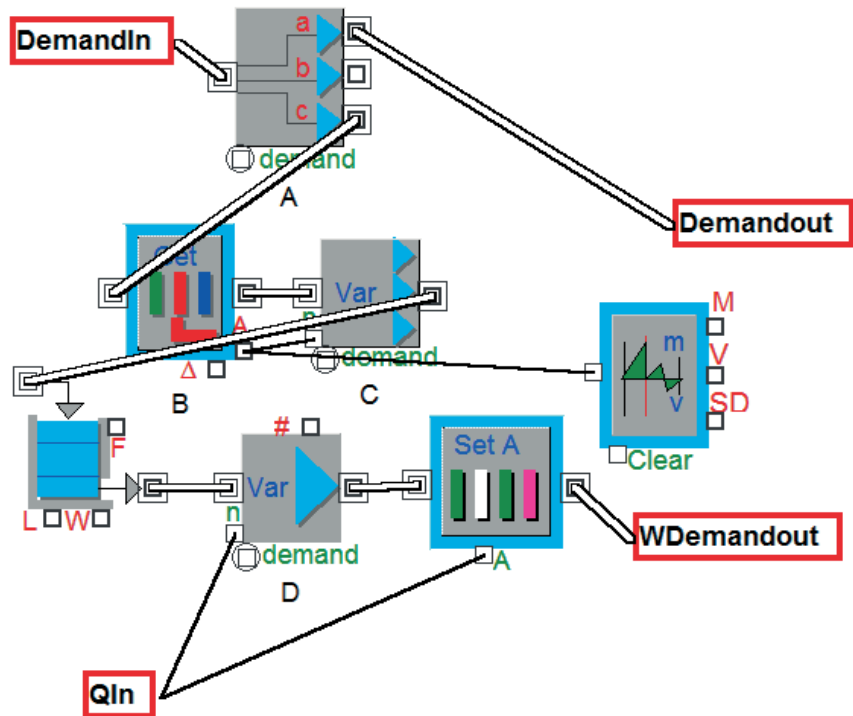 DemandIn
a
b
c
demand
A
Demandout
Get
A
Δ
B
Var
n
demand
C
M
m
V
v
SD
Clear
F
L W
#
Var
n
demand
D
Set A
A
WDemandout
QIn